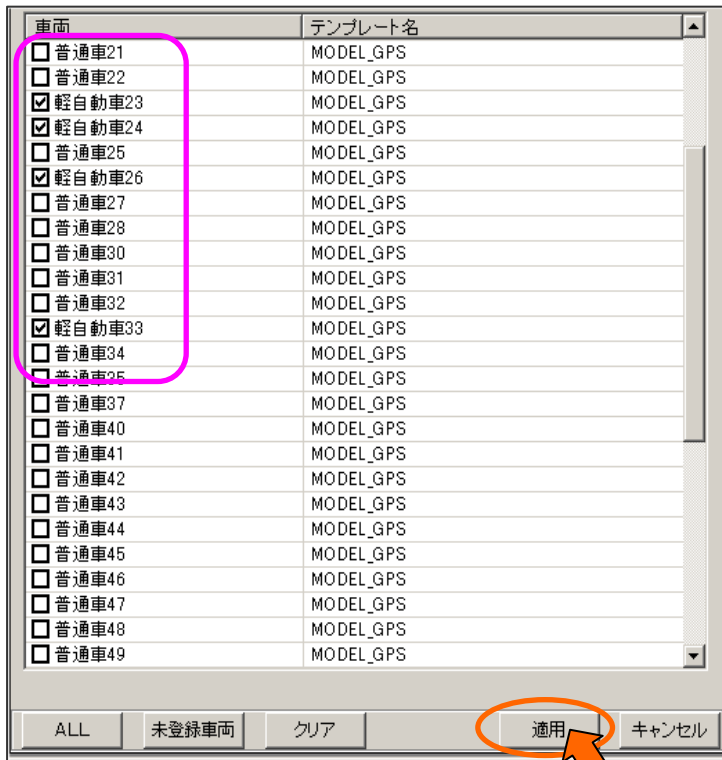 車両 テンプレート名
普通車21 MODEL_GPS
普通車22 MODEL_GPS
軽自動車23 MODEL_GPS
軽自動車24 MODEL_GPS
普通車25 MODEL_GPS
軽自動車26 MODEL_GPS
普通車27 MODEL_GPS
普通車28 MODEL_GPS
普通車30 MODEL_GPS
普通車31 MODEL_GPS
普通車32 MODEL_GPS
軽自動車33 MODEL_GPS
普通車34 MODEL_GPS
普通車35 MODEL_GPS
普通車37 MODEL_GPS
普通車40 MODEL_GPS
普通車41 MODEL_GPS
普通車42 MODEL_GPS
普通車43 MODEL_GPS
普通車44 MODEL_GPS
普通車45 MODEL_GPS
普通車46 MODEL_GPS
普通車47 MODEL_GPS
普通車48 MODEL_GPS
普通車49 MODEL_GPS
ALL 未登録車両 クリア 適用 キャンセル